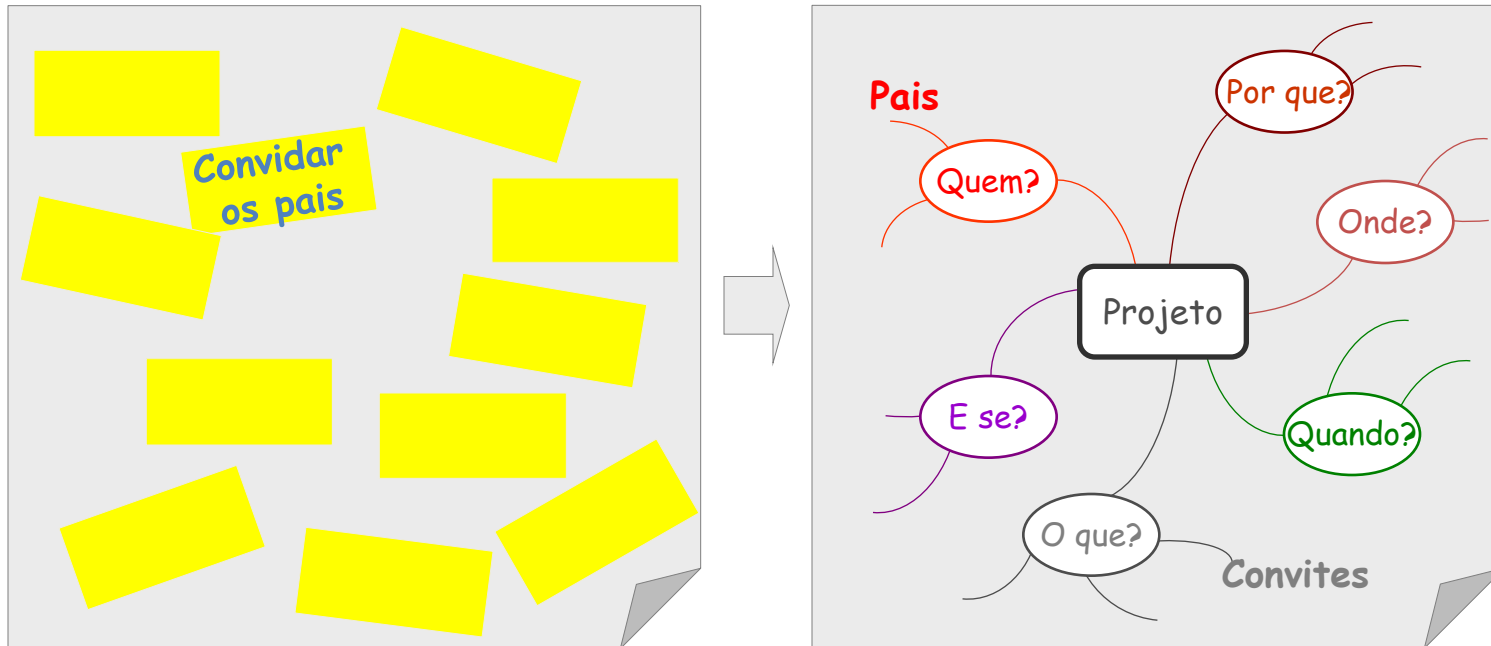 Convidar
os pais
Pais
Por que?
Quem?
Onde?
Projeto
E se?
Quando?
O que?
Convites